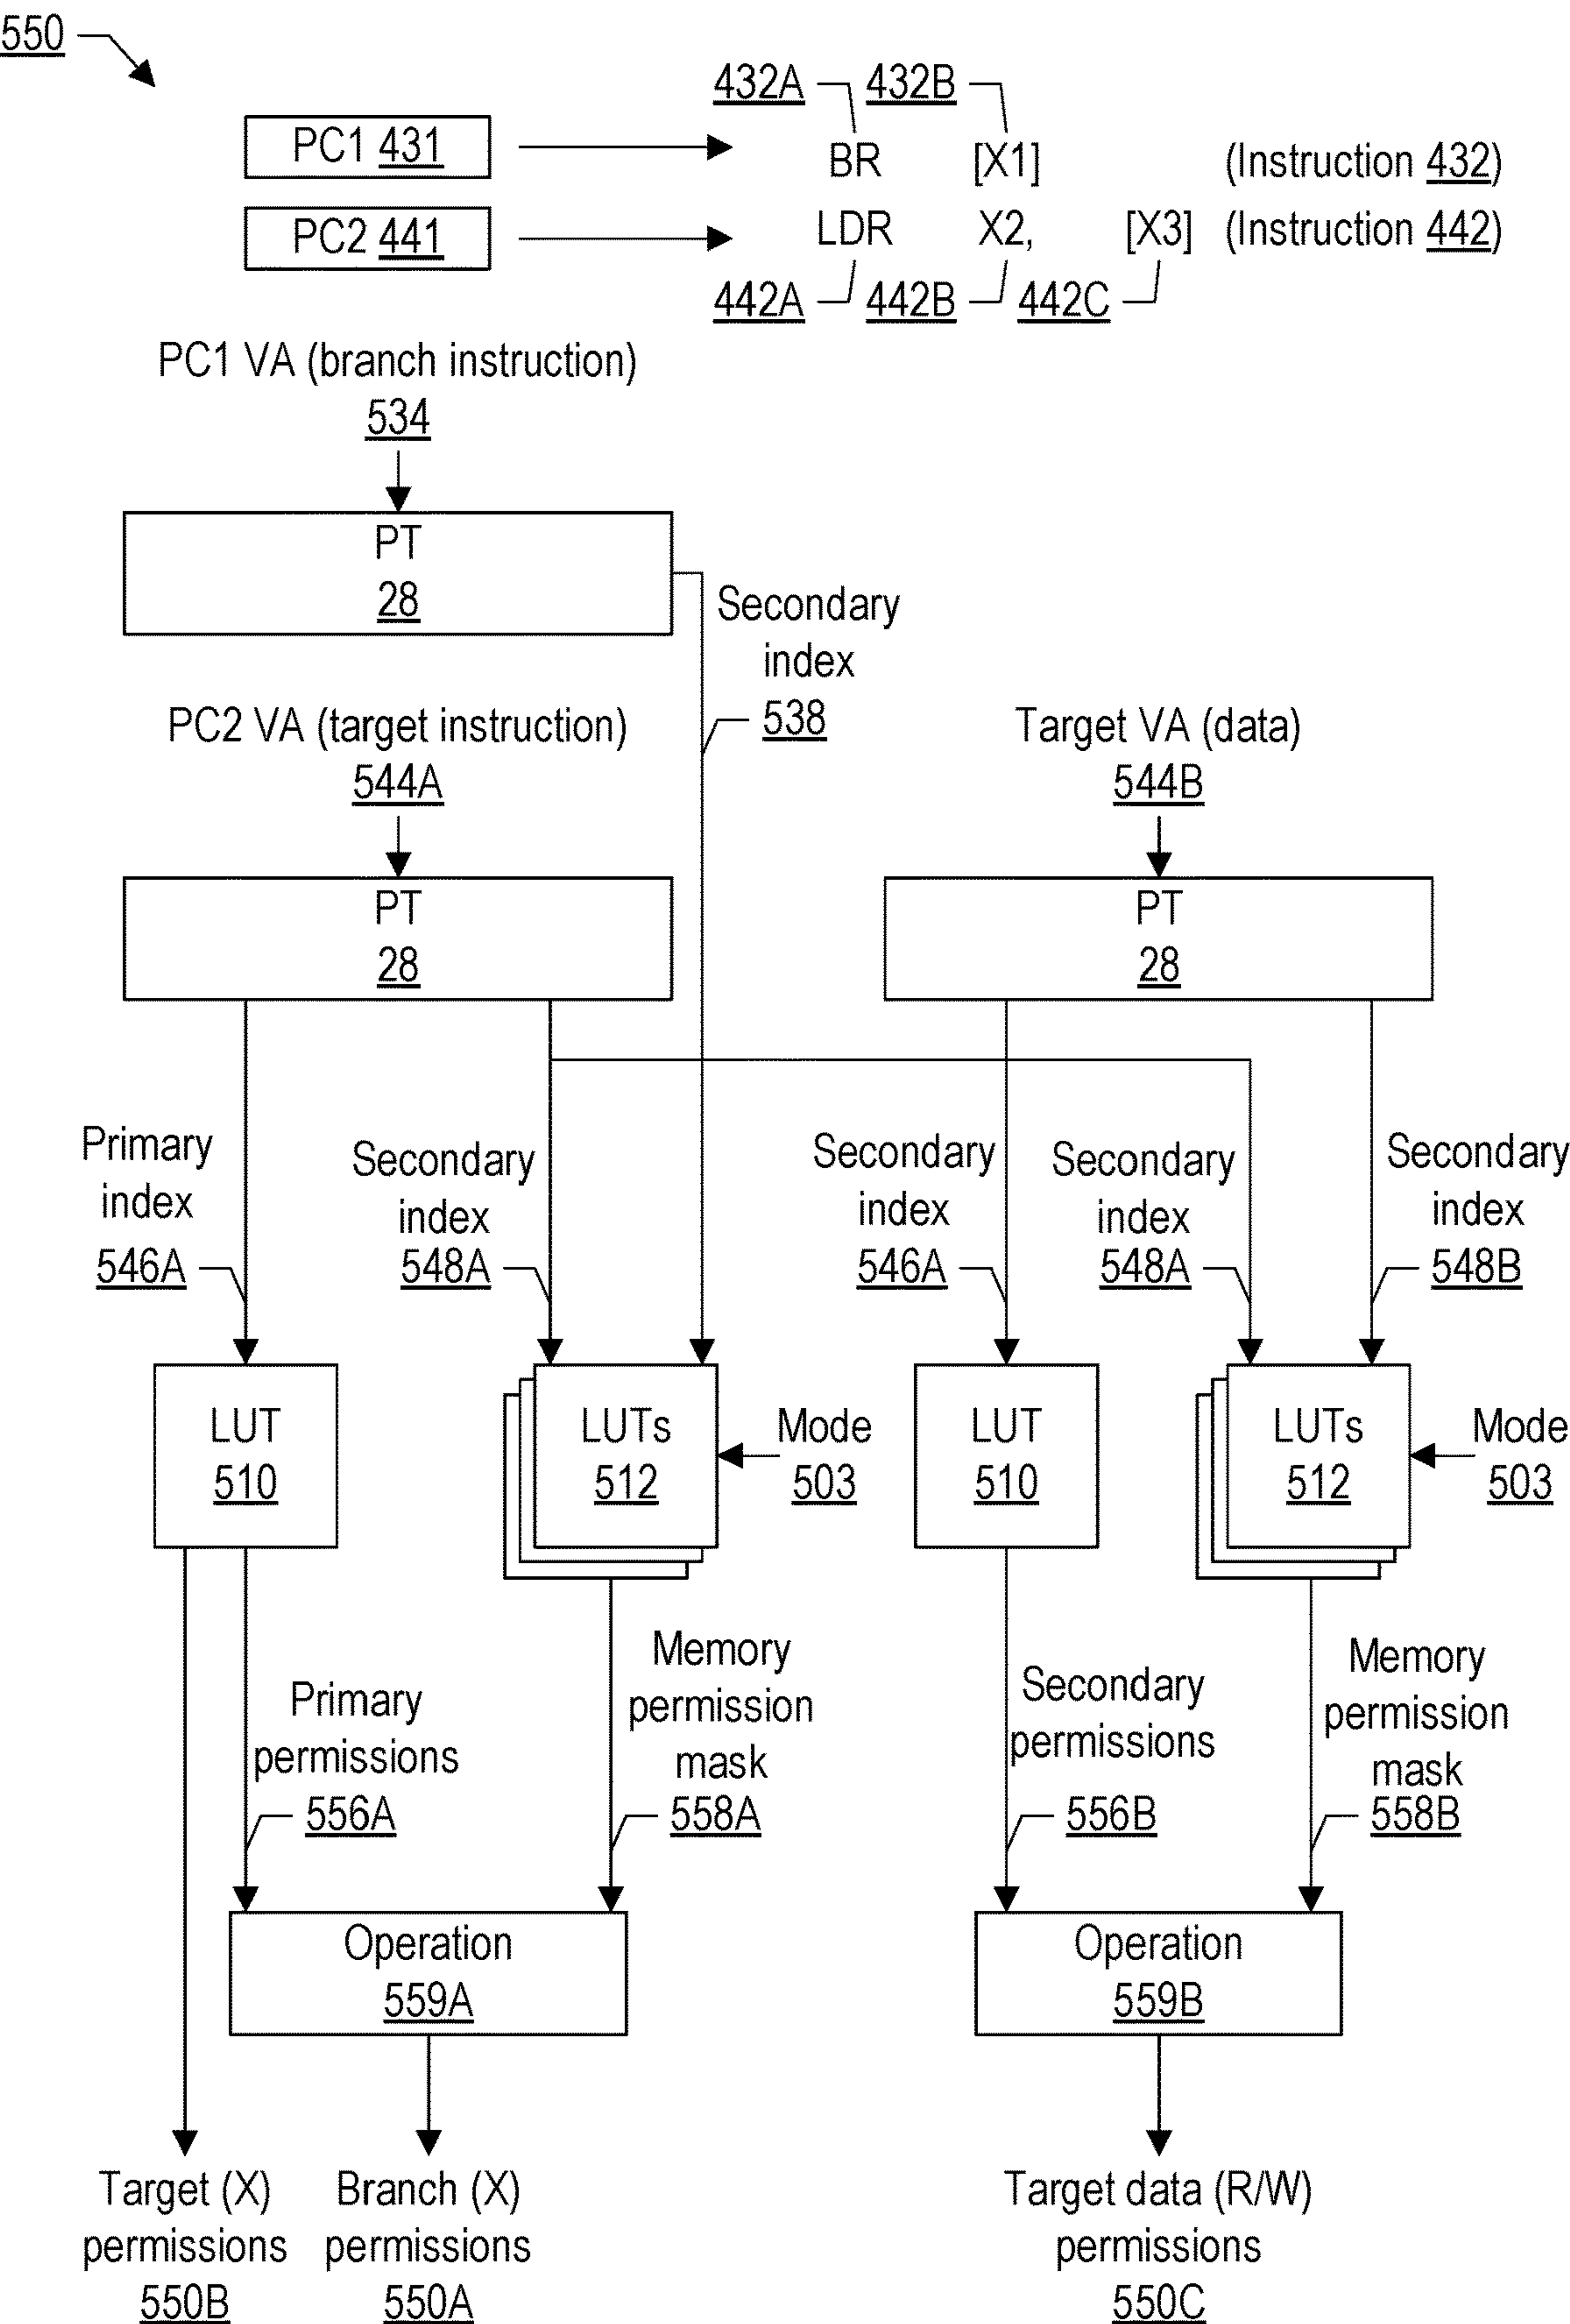 550
432A 432B
PC1 431 BR [X1] (Instruction 432)
PC2 441 LDR X2, [X3] (Instruction 442)
442A 442B 442C
PC1 VA (branch instruction)
534
PT
28
Secondary
index
538
PC2 VA (target instruction)
544A
Target VA (data)
544B
PT
28
PT
28
Primary
index
546A
Secondary
index
548A
Secondary
index
546A
Secondary
index
548A
Secondary
index
548B
LUT
510
LUTs
512
Mode
503
LUT
510
LUTs
512
Mode
503
Primary
permissions
556A
Memory
permission
mask
558A
Secondary
permissions
556B
Memory
permission
mask
558B
Operation
559A
Operation
559B
Target (X)
permissions
550B
Branch (X)
permissions
550A
Target data (R/W)
permissions
550C